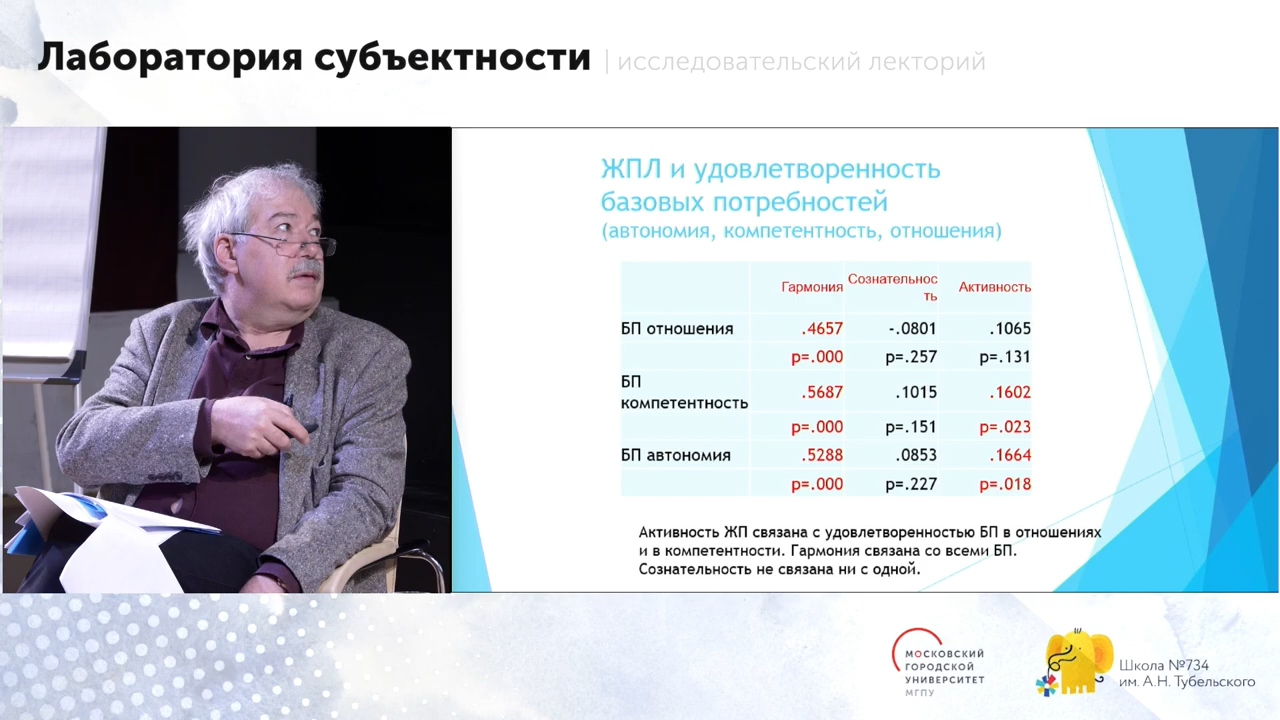 Лаборатория субъектности | исследовательский лекторий
ЖПЛ и удовлетворенность
базовых потребностей
(автономия, компетентность, отношения)
Гармония Сознательнос Активность
ть
БП отношения .4657 -.0801 .1065
p=.000 p=.257 p=.131
БП
компетентность .5687 .1015 .1602
p=.000 p=.151 p=.023
БП автономия .5288 .0853 .1664
p=.000 p=.227 p=.018
Активность ЖП связана с удовлетворенностью БП в отношениях
и в компетентности. Гармония связана со всеми БП.
Сознательность не связана ни с одной.
МОСКОВСКИЙ
ГОРОДСКОЙ
УНИВЕРСИТЕТ
МГПУ
Школа №734
им. А.Н. Тубельского